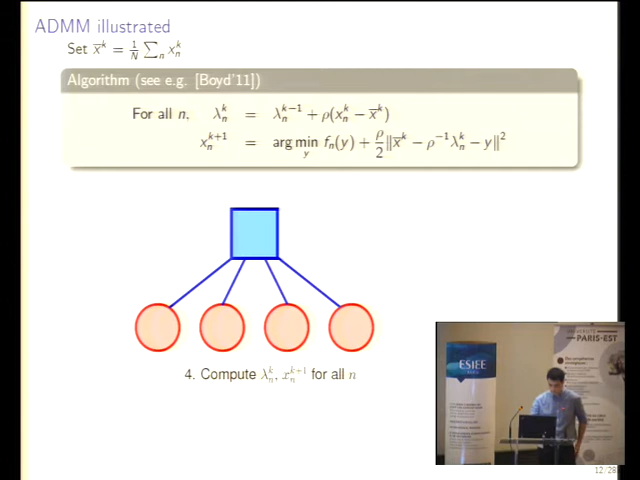 ADMM illustrated
Set x̄^k = 1/N ∑_n x_n^k
Algorithm (see e.g. [Boyd'11])
For all n, λ_n^k = λ_n^{k−1} + ρ(x_n^k − x̄^k)
x_n^{k+1} = arg min_y f_n(y) + ρ/2 ‖x̄^k − ρ^{−1}λ_n^k − y‖²
4. Compute λ_n^k, x_n^{k+1} for all n
UNIVERSITÉ
PARIS-EST
ESIEE
12/28